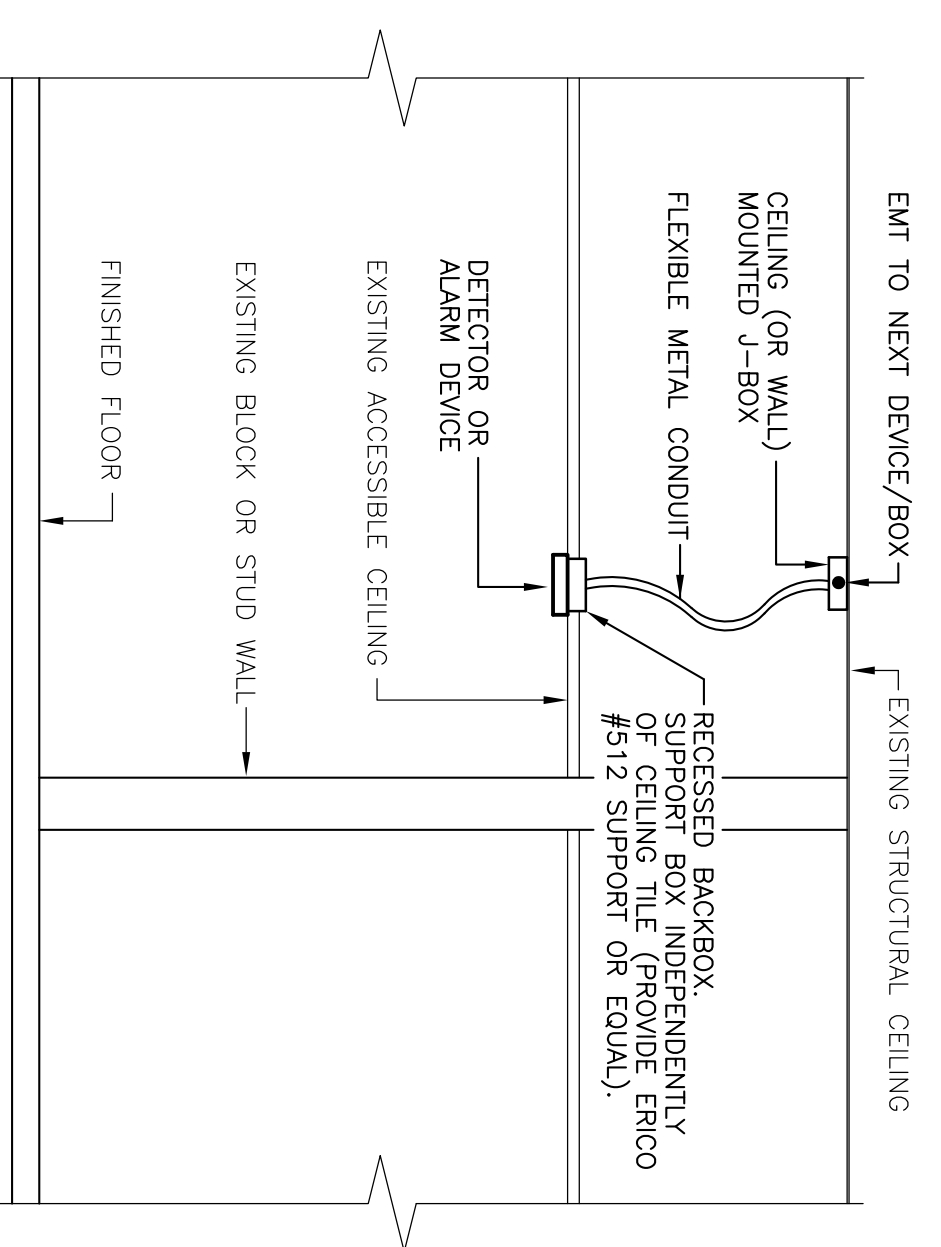 EMT TO NEXT DEVICE/BOX
EXISTING STRUCTURAL CEILING
CEILING (OR WALL)
MOUNTED J-BOX
FLEXIBLE METAL CONDUIT
RECESSED BACKBOX.
SUPPORT BOX INDEPENDENTLY
OF CEILING TILE (PROVIDE ERICO
#512 SUPPORT OR EQUAL).
DETECTOR OR
ALARM DEVICE
EXISTING ACCESSIBLE CEILING
EXISTING BLOCK OR STUD WALL
FINISHED FLOOR